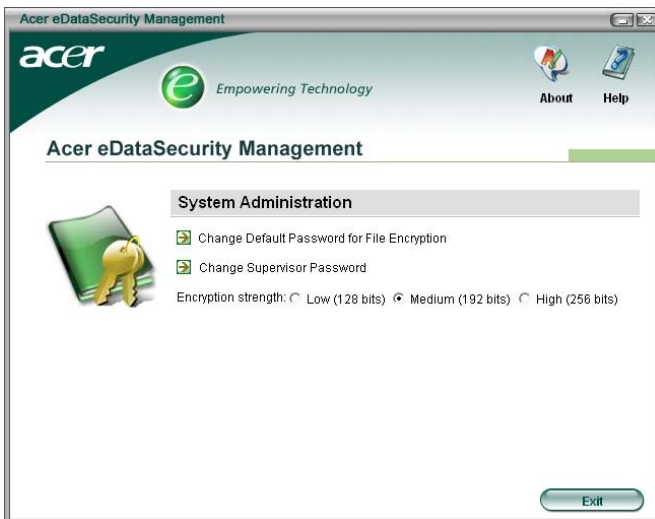 Acer eDataSecurity Management
acer
e Empowering Technology
About Help
Acer eDataSecurity Management
System Administration
Change Default Password for File Encryption
Change Supervisor Password
Encryption strength: Low (128 bits) Medium (192 bits) High (256 bits)
Exit